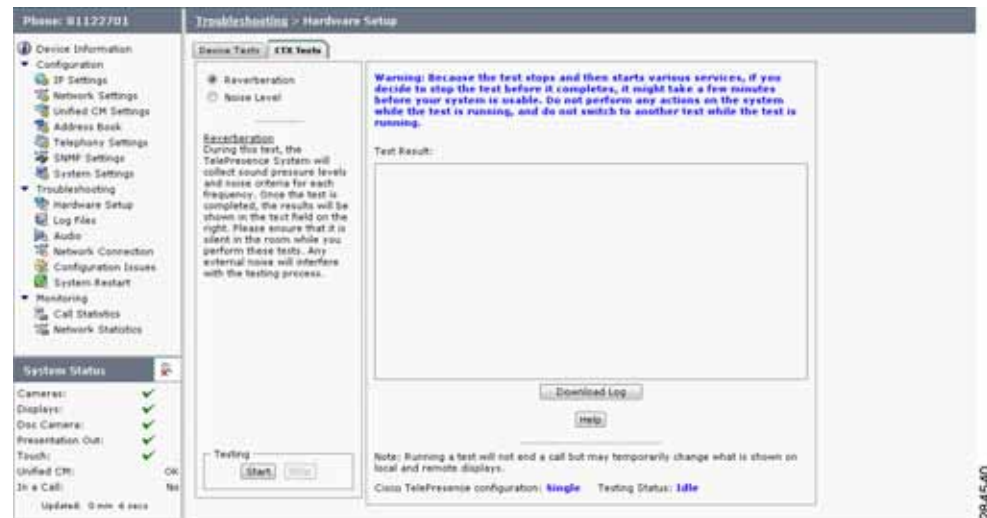 Phone: 81122701
Troubleshooting > Hardware Setup
Device Information
Configuration
IP Settings
Network Settings
Unified CM Settings
Address Book
Telephony Settings
SNMP Settings
System Settings
Troubleshooting
Hardware Setup
Log Files
Audio
Network Connection
Configuration Issues
System Restart
Monitoring
Call Statistics
Network Statistics
System Status
Cameras:
Displays:
Doc Camera:
Presentation Out:
Touch:
Unified CM: OK
In a Call: No
Updated: 0 min 4 secs
Device Tests
CTX Tests
Reverberation
Noise Level
Reverberation
During this test, the
TelePresence System will
collect sound pressure levels
and noise criteria for each
frequency. Once the test is
completed, the results will be
shown in the text field on the
right. Please ensure that it is
silent in the room while you
perform these tests. Any
external noise will interfere
with the testing process.
Testing
Start
Stop
Warning: Because the test stops and then starts various services, if you
decide to stop the test before it completes, it might take a few minutes
before your system is usable. Do not perform any actions on the system
while the test is running, and do not switch to another test while the test is
running.
Test Result:
Download Log
Help
Note: Running a test will not end a call but may temporarily change what is shown on
local and remote displays.
Cisco TelePresence configuration: Single Testing Status: Idle
284540